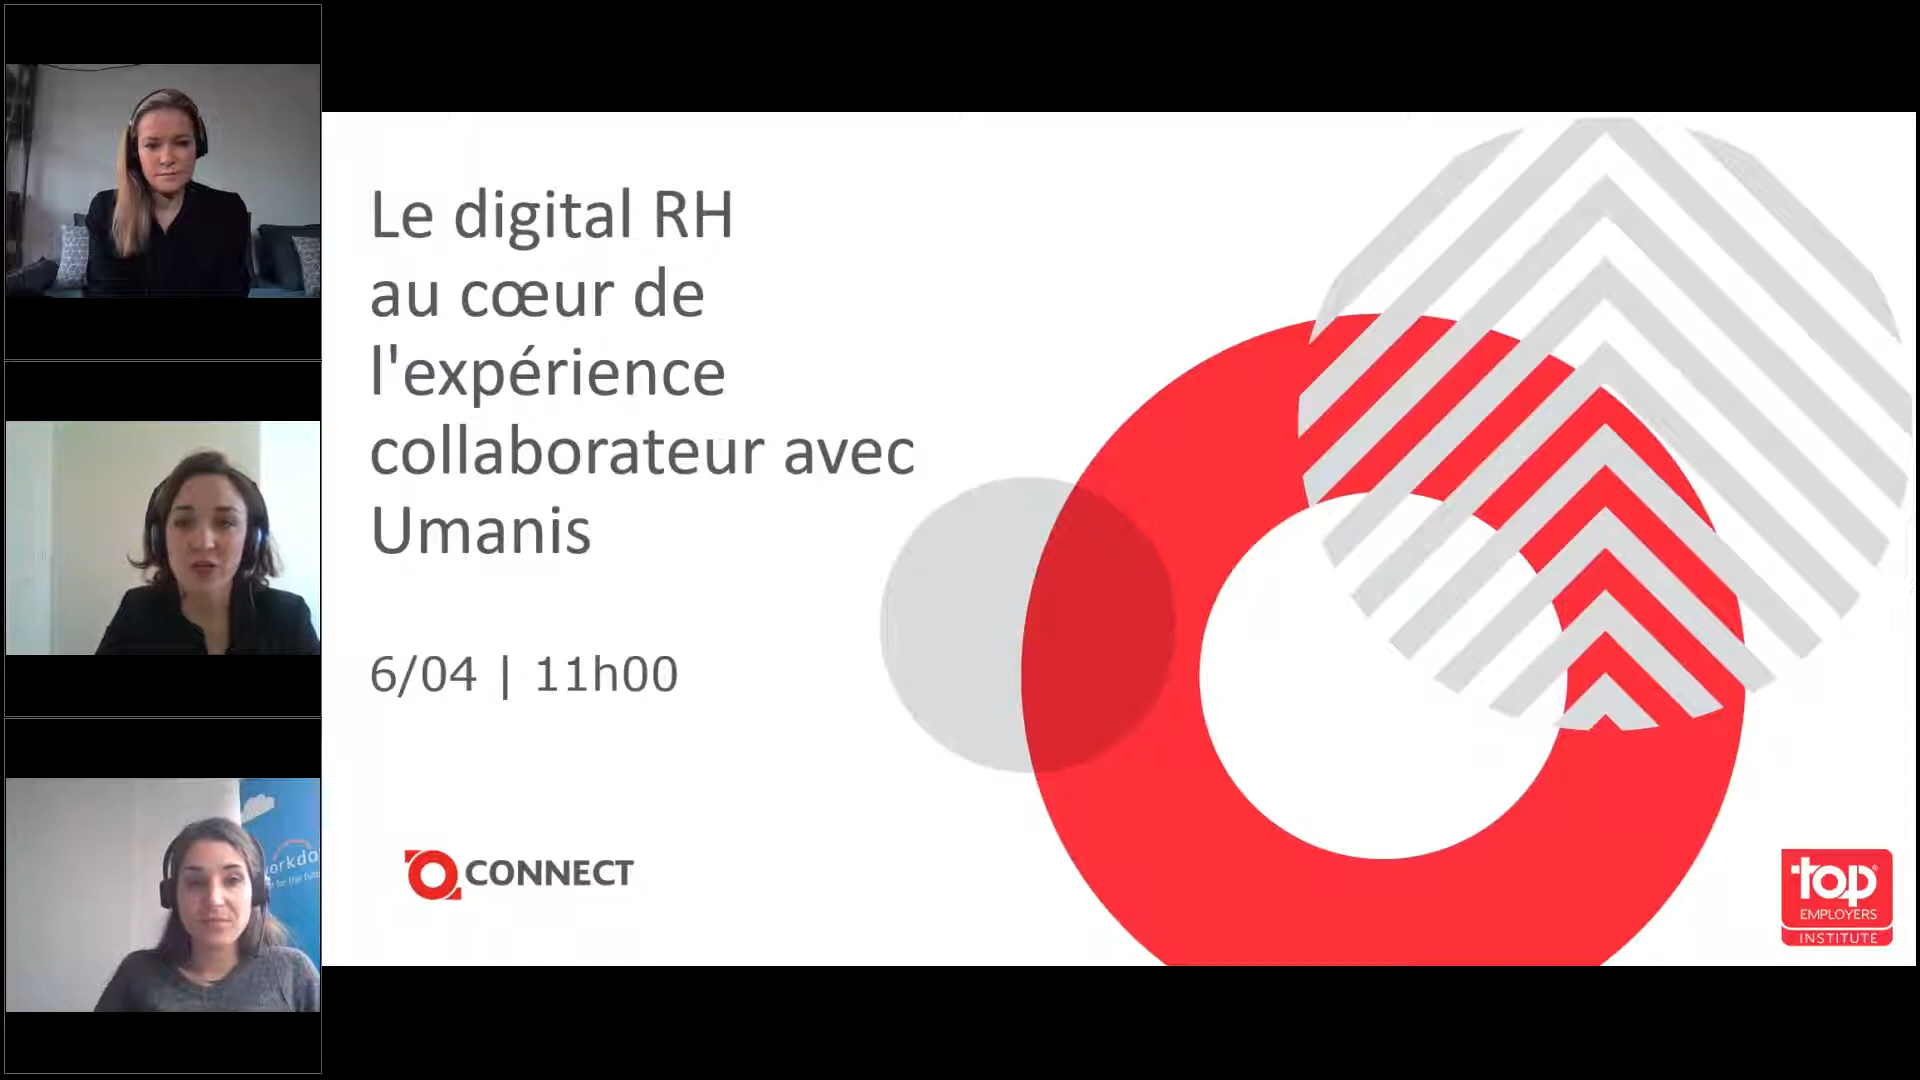 Le digital RH
au cœur de
l'expérience
collaborateur avec
Umanis
6/04 | 11h00
CONNECT
top
EMPLOYERS
INSTITUTE